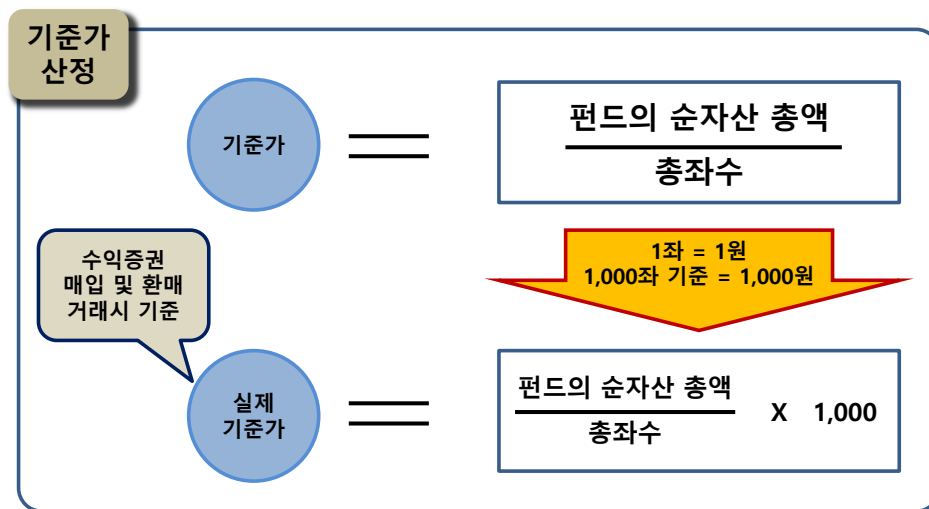 기준가
산정
기준가
펀드의 순자산 총액
총좌수
수익증권
매입 및 환매
거래시 기준
1좌 = 1원
1,000좌 기준 = 1,000원
실제
기준가
펀드의 순자산 총액
총좌수
X 1,000